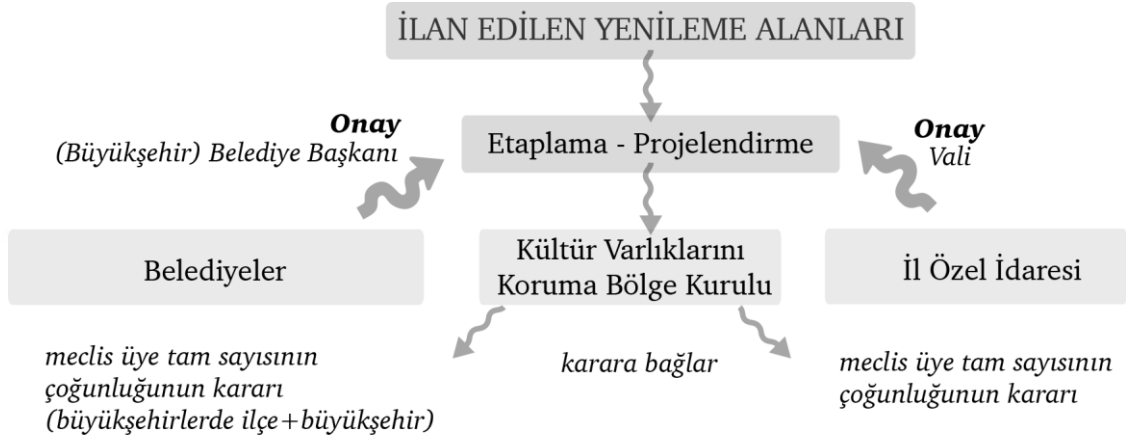 İLAN EDİLEN YENİLEME ALANLARI
Onay
(Büyükşehir) Belediye Başkanı
Etaplama - Projelendirme
Onay
Vali
Belediyeler
Kültür Varlıklarını
Koruma Bölge Kurulu
İl Özel İdaresi
meclis üye tam sayısının
çoğunluğunun kararı
(büyükşehirlerde ilçe+büyükşehir)
karara bağlar
meclis üye tam sayısının
çoğunluğunun kararı